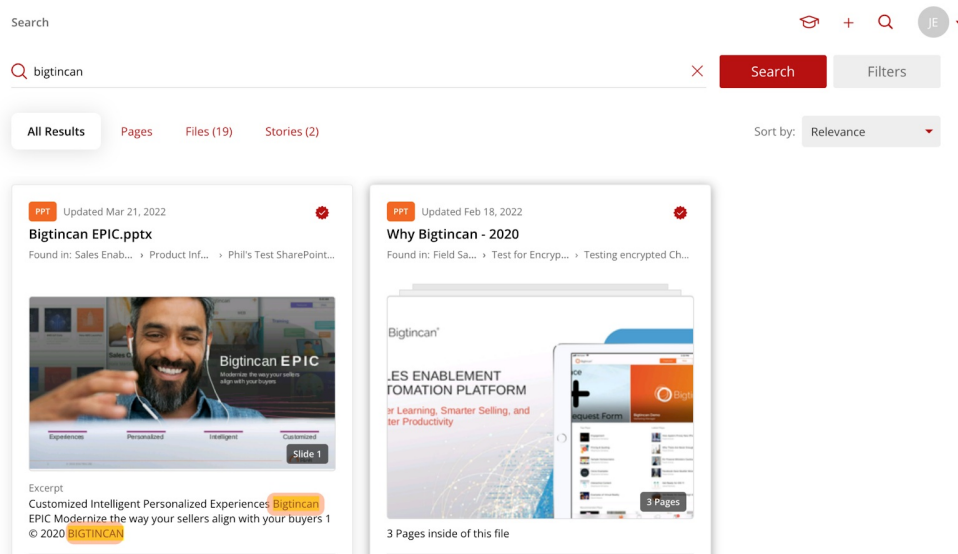 Search
JE
bigtincan
Search
Filters
All Results
Pages
Files (19)
Stories (2)
Sort by:
Relevance
PPT
Updated Mar 21, 2022
Bigtincan EPIC.pptx
Found in: Sales Enab... › Product Inf... › Phil's Test SharePoint...
Bigtincan EPIC
Modernize the way your sellers
align with your buyers
Experiences
Personalized
Intelligent
Customized
Slide 1
Excerpt
Customized Intelligent Personalized Experiences Bigtincan
EPIC Modernize the way your sellers align with your buyers 1
© 2020 BIGTINCAN
PPT
Updated Feb 18, 2022
Why Bigtincan - 2020
Found in: Field Sa... › Test for Encryp... › Testing encrypted Ch...
Bigtincan
LES ENABLEMENT
TOMATION PLATFORM
er Learning, Smarter Selling, and
ter Productivity
ce
equest Form
3 Pages
3 Pages inside of this file